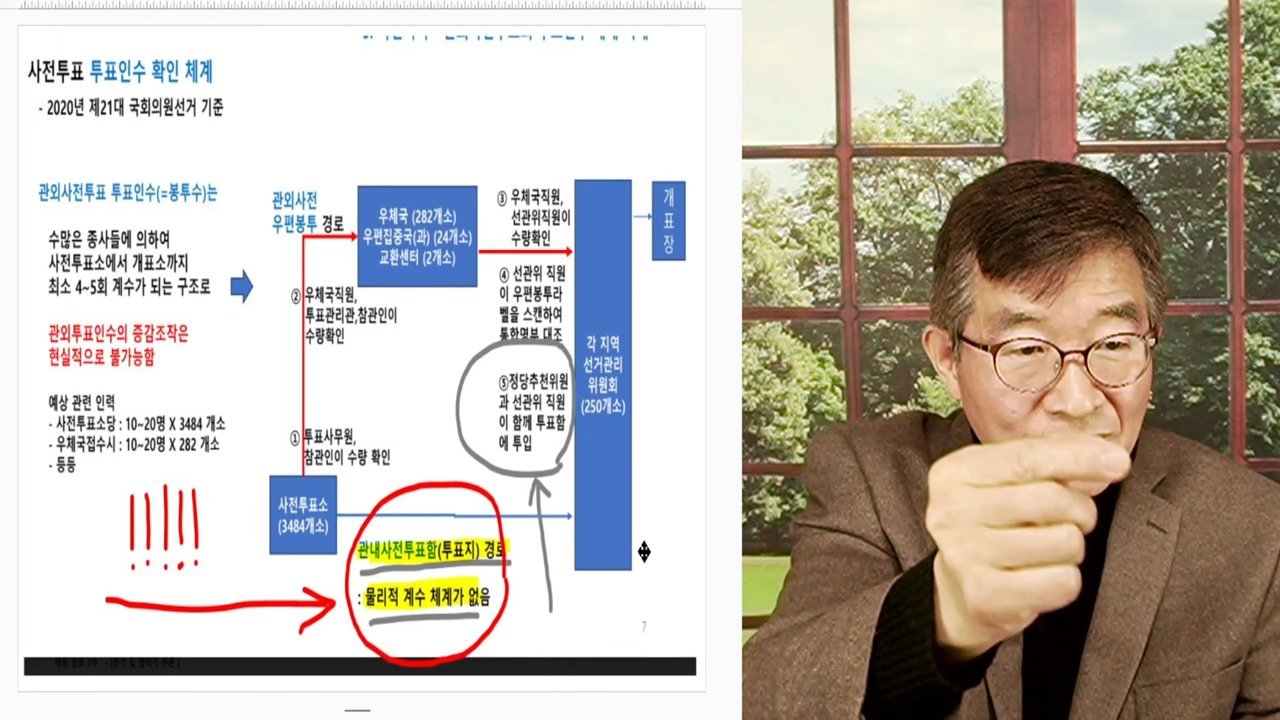 사전투표 투표인수 확인 체계
- 2020년 제21대 국회의원선거 기준
관외사전투표 투표인수(=봉투수)는
수많은 종사들에 의하여
사전투표소에서 개표소까지
최소 4~5회 계수가 되는 구조로
관외투표인수의 증감조작은
현실적으로 불가능함
예상 관련 인력
- 사전투표소당 : 10~20명 X 3484 개소
- 우체국접수시 : 10~20명 X 282 개소
- 등등
관외사전
우편봉투 경로
우체국 (282개소)
우편집중국(과) (24개소)
교환센터 (2개소)
② 우체국직원,
투표관리관,참관인이
수량확인
① 투표사무원,
참관인이 수량 확인
사전투표소
(3484개소)
③ 우체국직원,
선관위직원이
수량확인
④ 선관위 직원
이 우편봉투라
벨을 스캔하여
통합명부 대조
⑤정당추천위원
과 선관위 직원
이 함께 투표함
에 투입
각 지역
선거관리
위원회
(250개소)
개
표
장
관내사전투표함(투표지) 경로
: 물리적 계수 체계가 없음
!!!!!
7